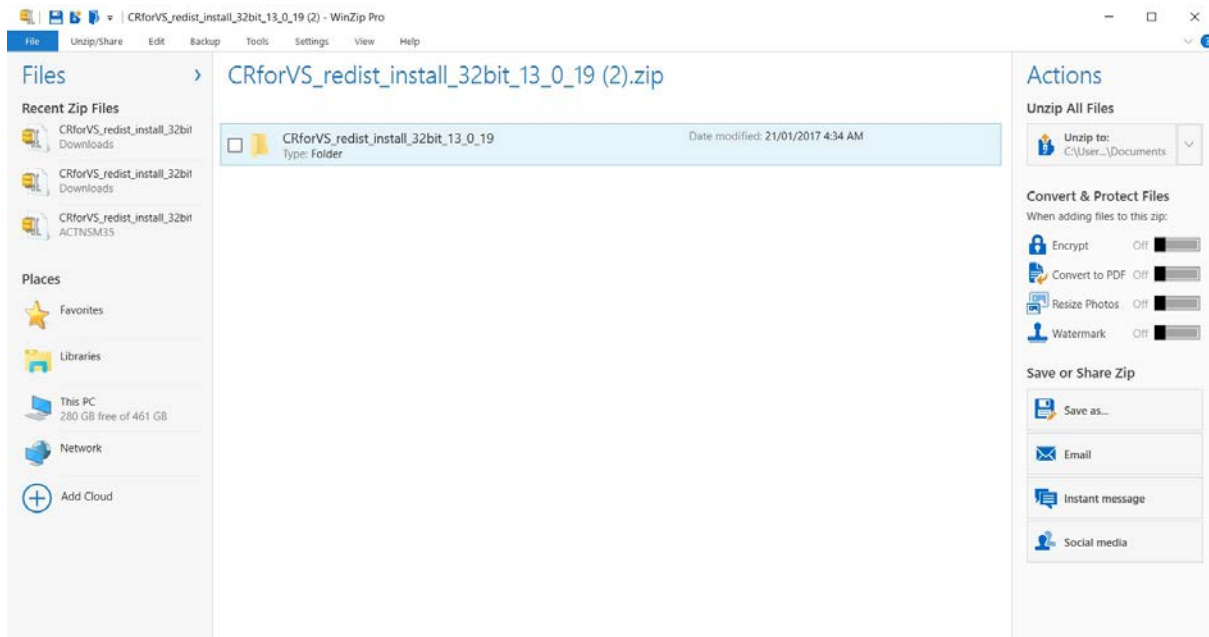 CRforVS_redist_install_32bit_13_0_19 (2) - WinZip Pro
File Unzip/Share Edit Backup Tools Settings View Help
Files
Recent Zip Files
CRforVS_redist_install_32bit
Downloads
CRforVS_redist_install_32bit
Downloads
CRforVS_redist_install_32bit
ACTNSM35
Places
Favorites
Libraries
This PC
280 GB free of 461 GB
Network
Add Cloud
CRforVS_redist_install_32bit_13_0_19 (2).zip
CRforVS_redist_install_32bit_13_0_19 Date modified: 21/01/2017 4:34 AM
Type: Folder
Actions
Unzip All Files
Unzip to:
C:\User...\Documents
Convert & Protect Files
When adding files to this zip:
Encrypt Off
Convert to PDF Off
Resize Photos Off
Watermark Off
Save or Share Zip
Save as...
Email
Instant message
Social media